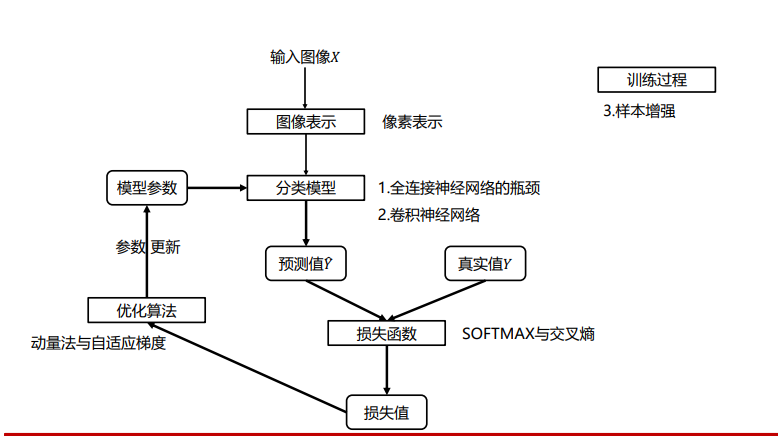 输入图像X
训练过程
图像表示
像素表示
3.样本增强
模型参数
分类模型
1.全连接神经网络的瓶颈
2.卷积神经网络
参数 更新
预测值Ŷ
真实值Y
优化算法
损失函数
SOFTMAX与交叉熵
动量法与自适应梯度
损失值